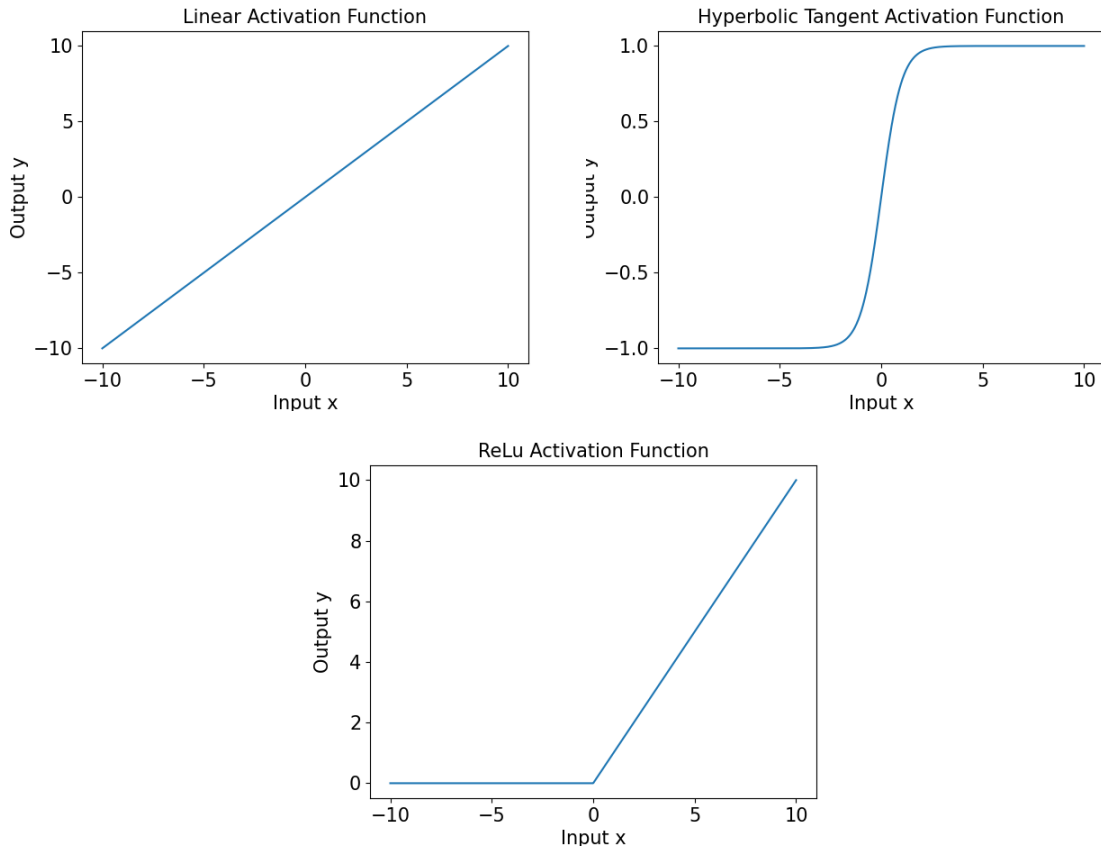 Linear Activation Function
10
5
0
−5
−10
Output y
−10 −5 0 5 10
Input x
Hyperbolic Tangent Activation Function
1.0
0.5
0.0
−0.5
−1.0
Output y
−10 −5 0 5 10
Input x
ReLu Activation Function
10
8
6
4
2
0
Output y
−10 −5 0 5 10
Input x